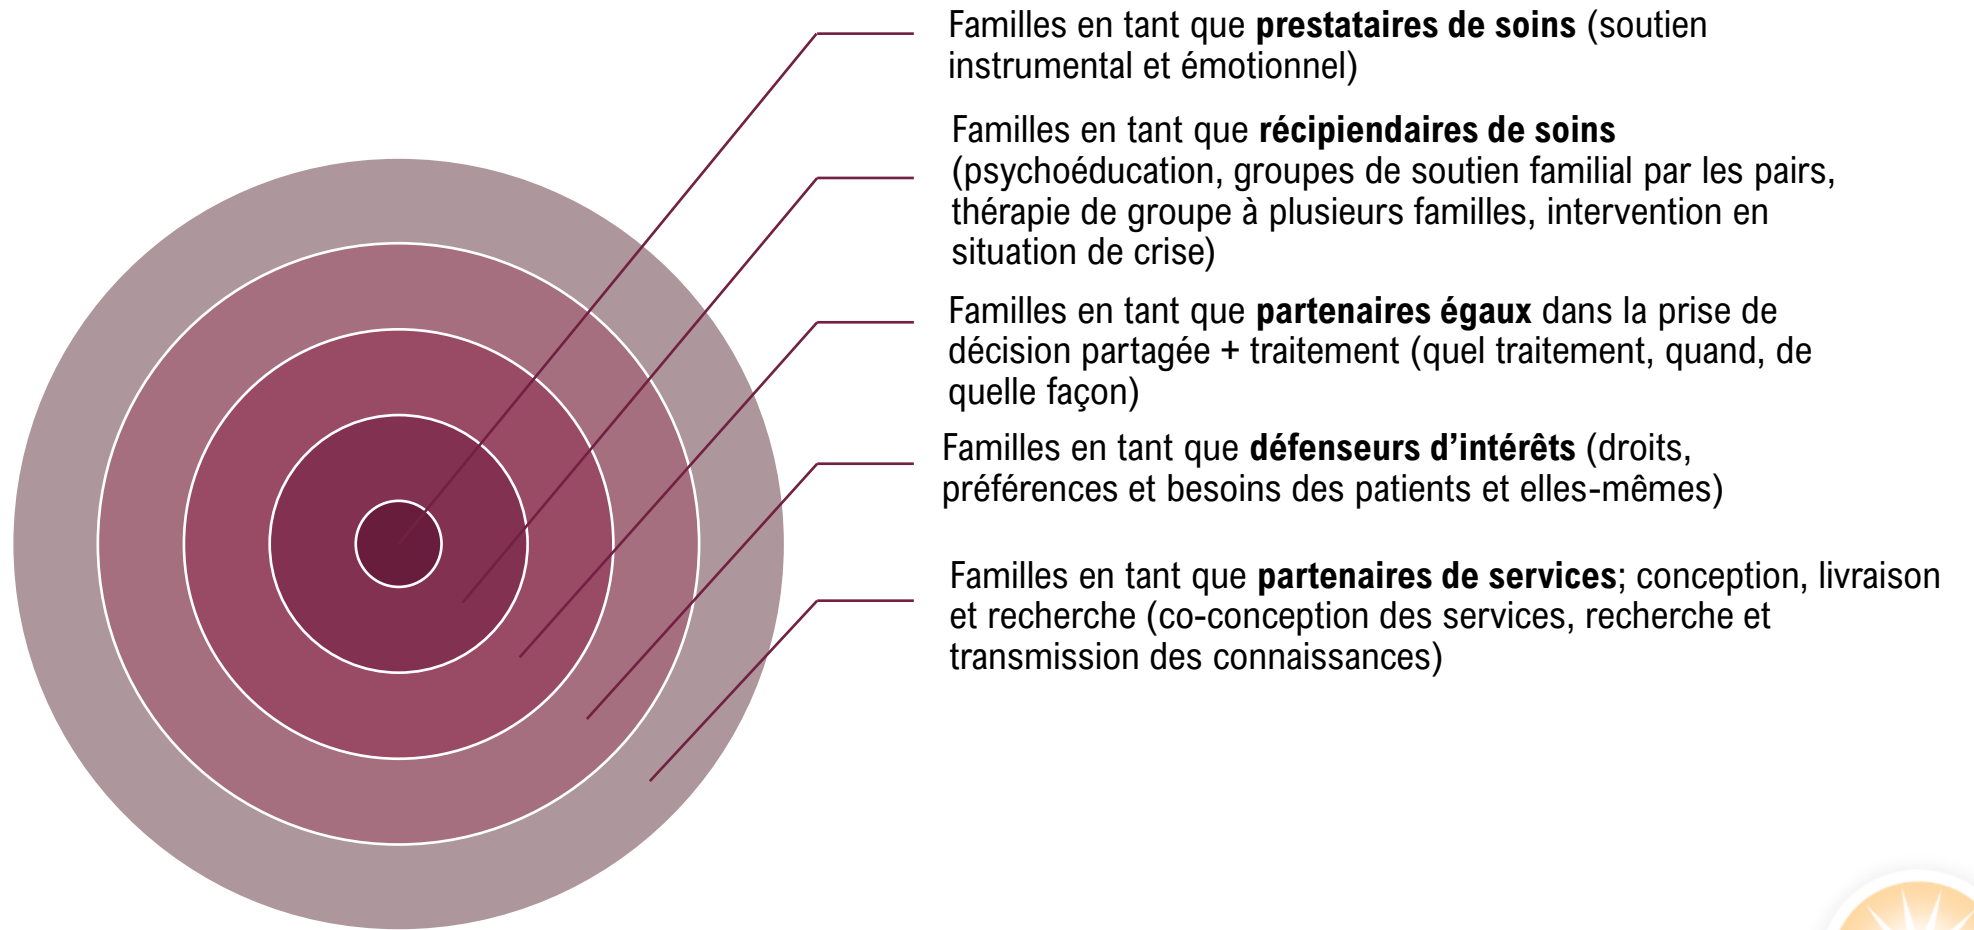 Familles en tant que prestataires de soins (soutien
instrumental et émotionnel)
Familles en tant que récipiendaires de soins
(psychoéducation, groupes de soutien familial par les pairs,
thérapie de groupe à plusieurs familles, intervention en
situation de crise)
Familles en tant que partenaires égaux dans la prise de
décision partagée + traitement (quel traitement, quand, de
quelle façon)
Familles en tant que défenseurs d’intérêts (droits,
préférences et besoins des patients et elles-mêmes)
Familles en tant que partenaires de services; conception, livraison
et recherche (co-conception des services, recherche et
transmission des connaissances)